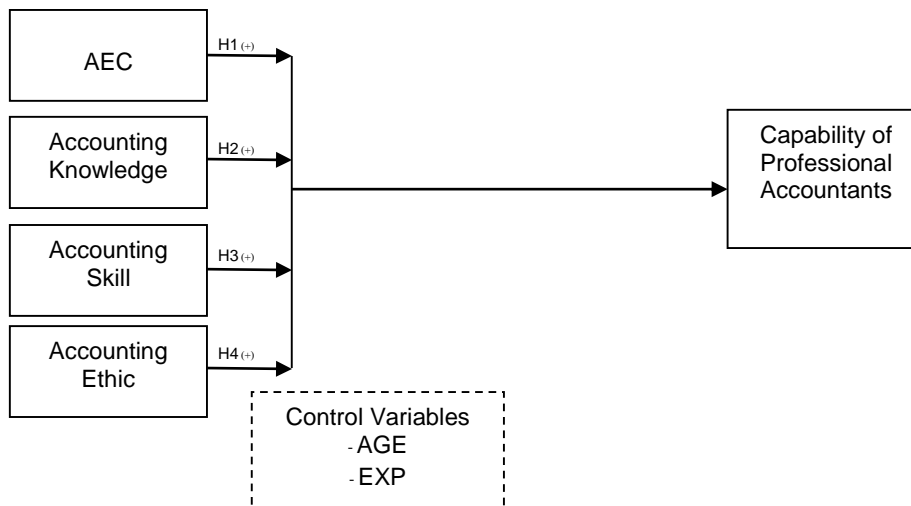 AEC
H1 (+)
Accounting
Knowledge
H2 (+)
Accounting
Skill
H3 (+)
Accounting
Ethic
H4 (+)
Capability of
Professional
Accountants
Control Variables
- AGE
- EXP